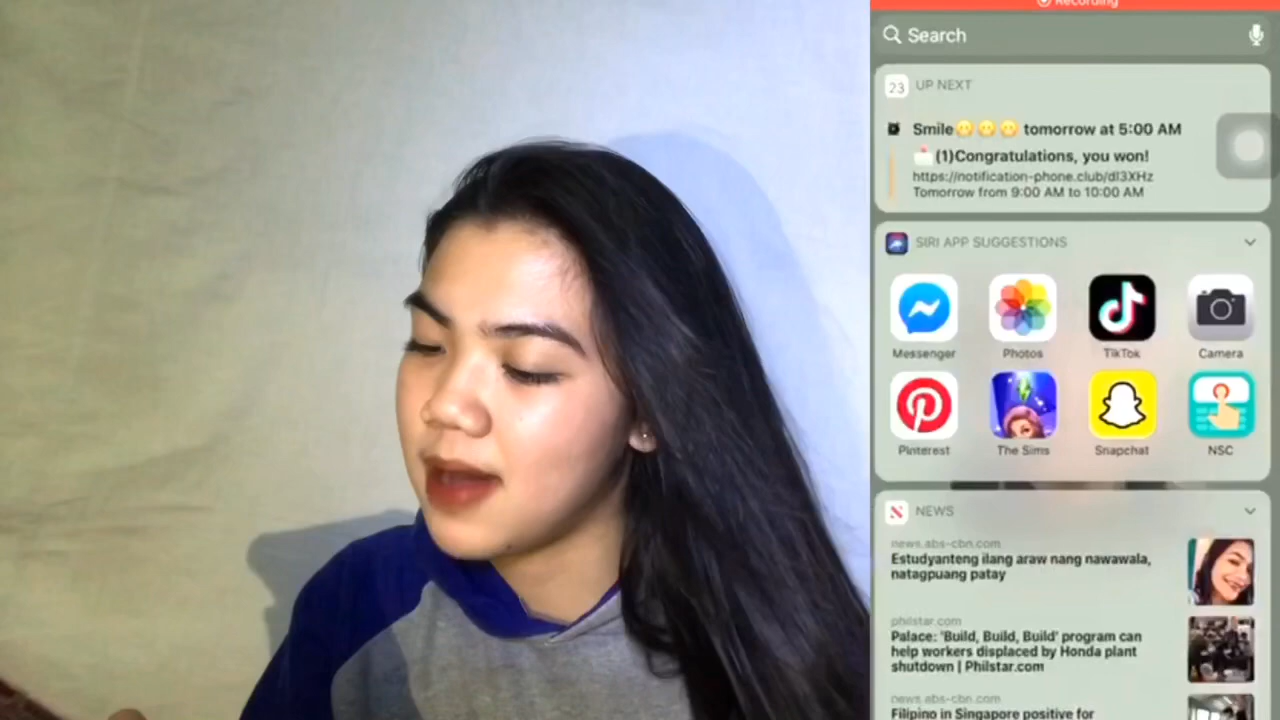 Recording
Search
23 UP NEXT
Smile😋😋😋 tomorrow at 5:00 AM
📩(1)Congratulations, you won!
https://notification-phone.club/dI3XHz
Tomorrow from 9:00 AM to 10:00 AM
SIRI APP SUGGESTIONS
Messenger Photos TikTok Camera
Pinterest The Sims Snapchat NSC
NEWS
news.abs-cbn.com
Estudyanteng ilang araw nang nawawala,
natagpuang patay
philstar.com
Palace: 'Build, Build, Build' program can
help workers displaced by Honda plant
shutdown | Philstar.com
news.abs-cbn.com
Filipino in Singapore positive for